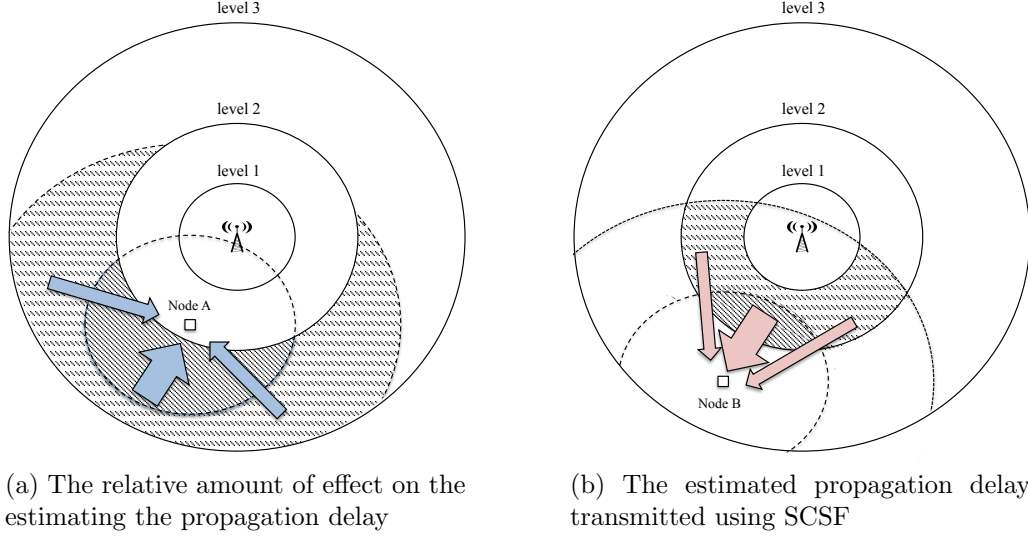 level 3
level 2
level 1
Node A
(a) The relative amount of effect on the
estimating the propagation delay
level 3
level 2
level 1
Node B
(b) The estimated propagation delay
transmitted using SCSF